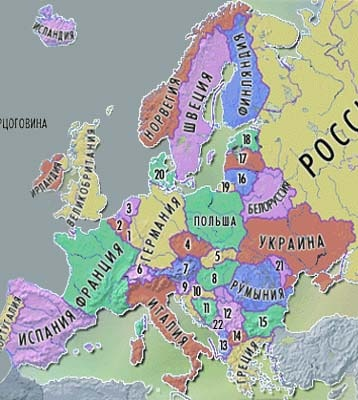 ИСЛАНДИЯ
РЦОГОВИНА
НОРВЕГИЯ
ШВЕЦИЯ
ФИНЛЯНДИЯ
РОСС
ИРЛАНДИЯ
ВЕЛИКОБРИТАНИЯ
20
18
17
16
19
БЕЛОРУССИЯ
3
2
1
ГЕРМАНИЯ
ПОЛЬША
4
5
УКРАИНА
ФРАНЦИЯ
6
7
8
21
РУМЫНИЯ
9
10
11
12
22
13
14
15
ИТАЛИЯ
ИСПАНИЯ
РТУГАЛИЯ
ГРЕЦИЯ